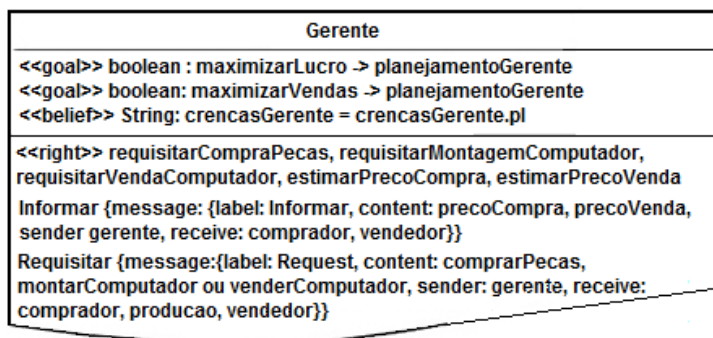 Gerente
<<goal>> boolean : maximizarLucro -> planejamentoGerente
<<goal>> boolean: maximizarVendas -> planejamentoGerente
<<belief>> String: crencasGerente = crencasGerente.pl
<<right>> requisitarCompraPecas, requisitarMontagemComputador,
requisitarVendaComputador, estimarPrecoCompra, estimarPrecoVenda
Informar {message: {label: Informar, content: precoCompra, precoVenda,
sender gerente, receive: comprador, vendedor}}
Requisitar {message:{label: Request, content: comprarPecas,
montarComputador ou venderComputador, sender: gerente, receive:
comprador, producao, vendedor}}